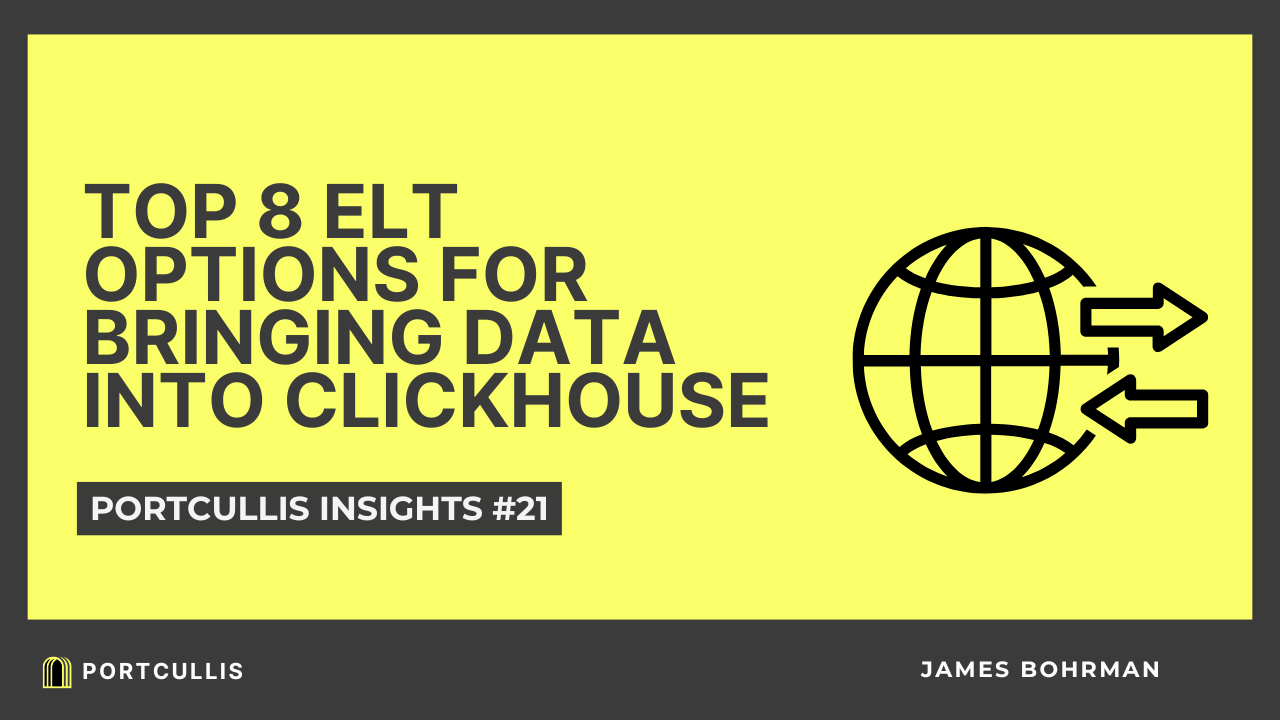 TOP 8 ELT
OPTIONS FOR
BRINGING DATA
INTO CLICKHOUSE
PORTCULLIS INSIGHTS #21
PORTCULLIS
JAMES BOHRMAN